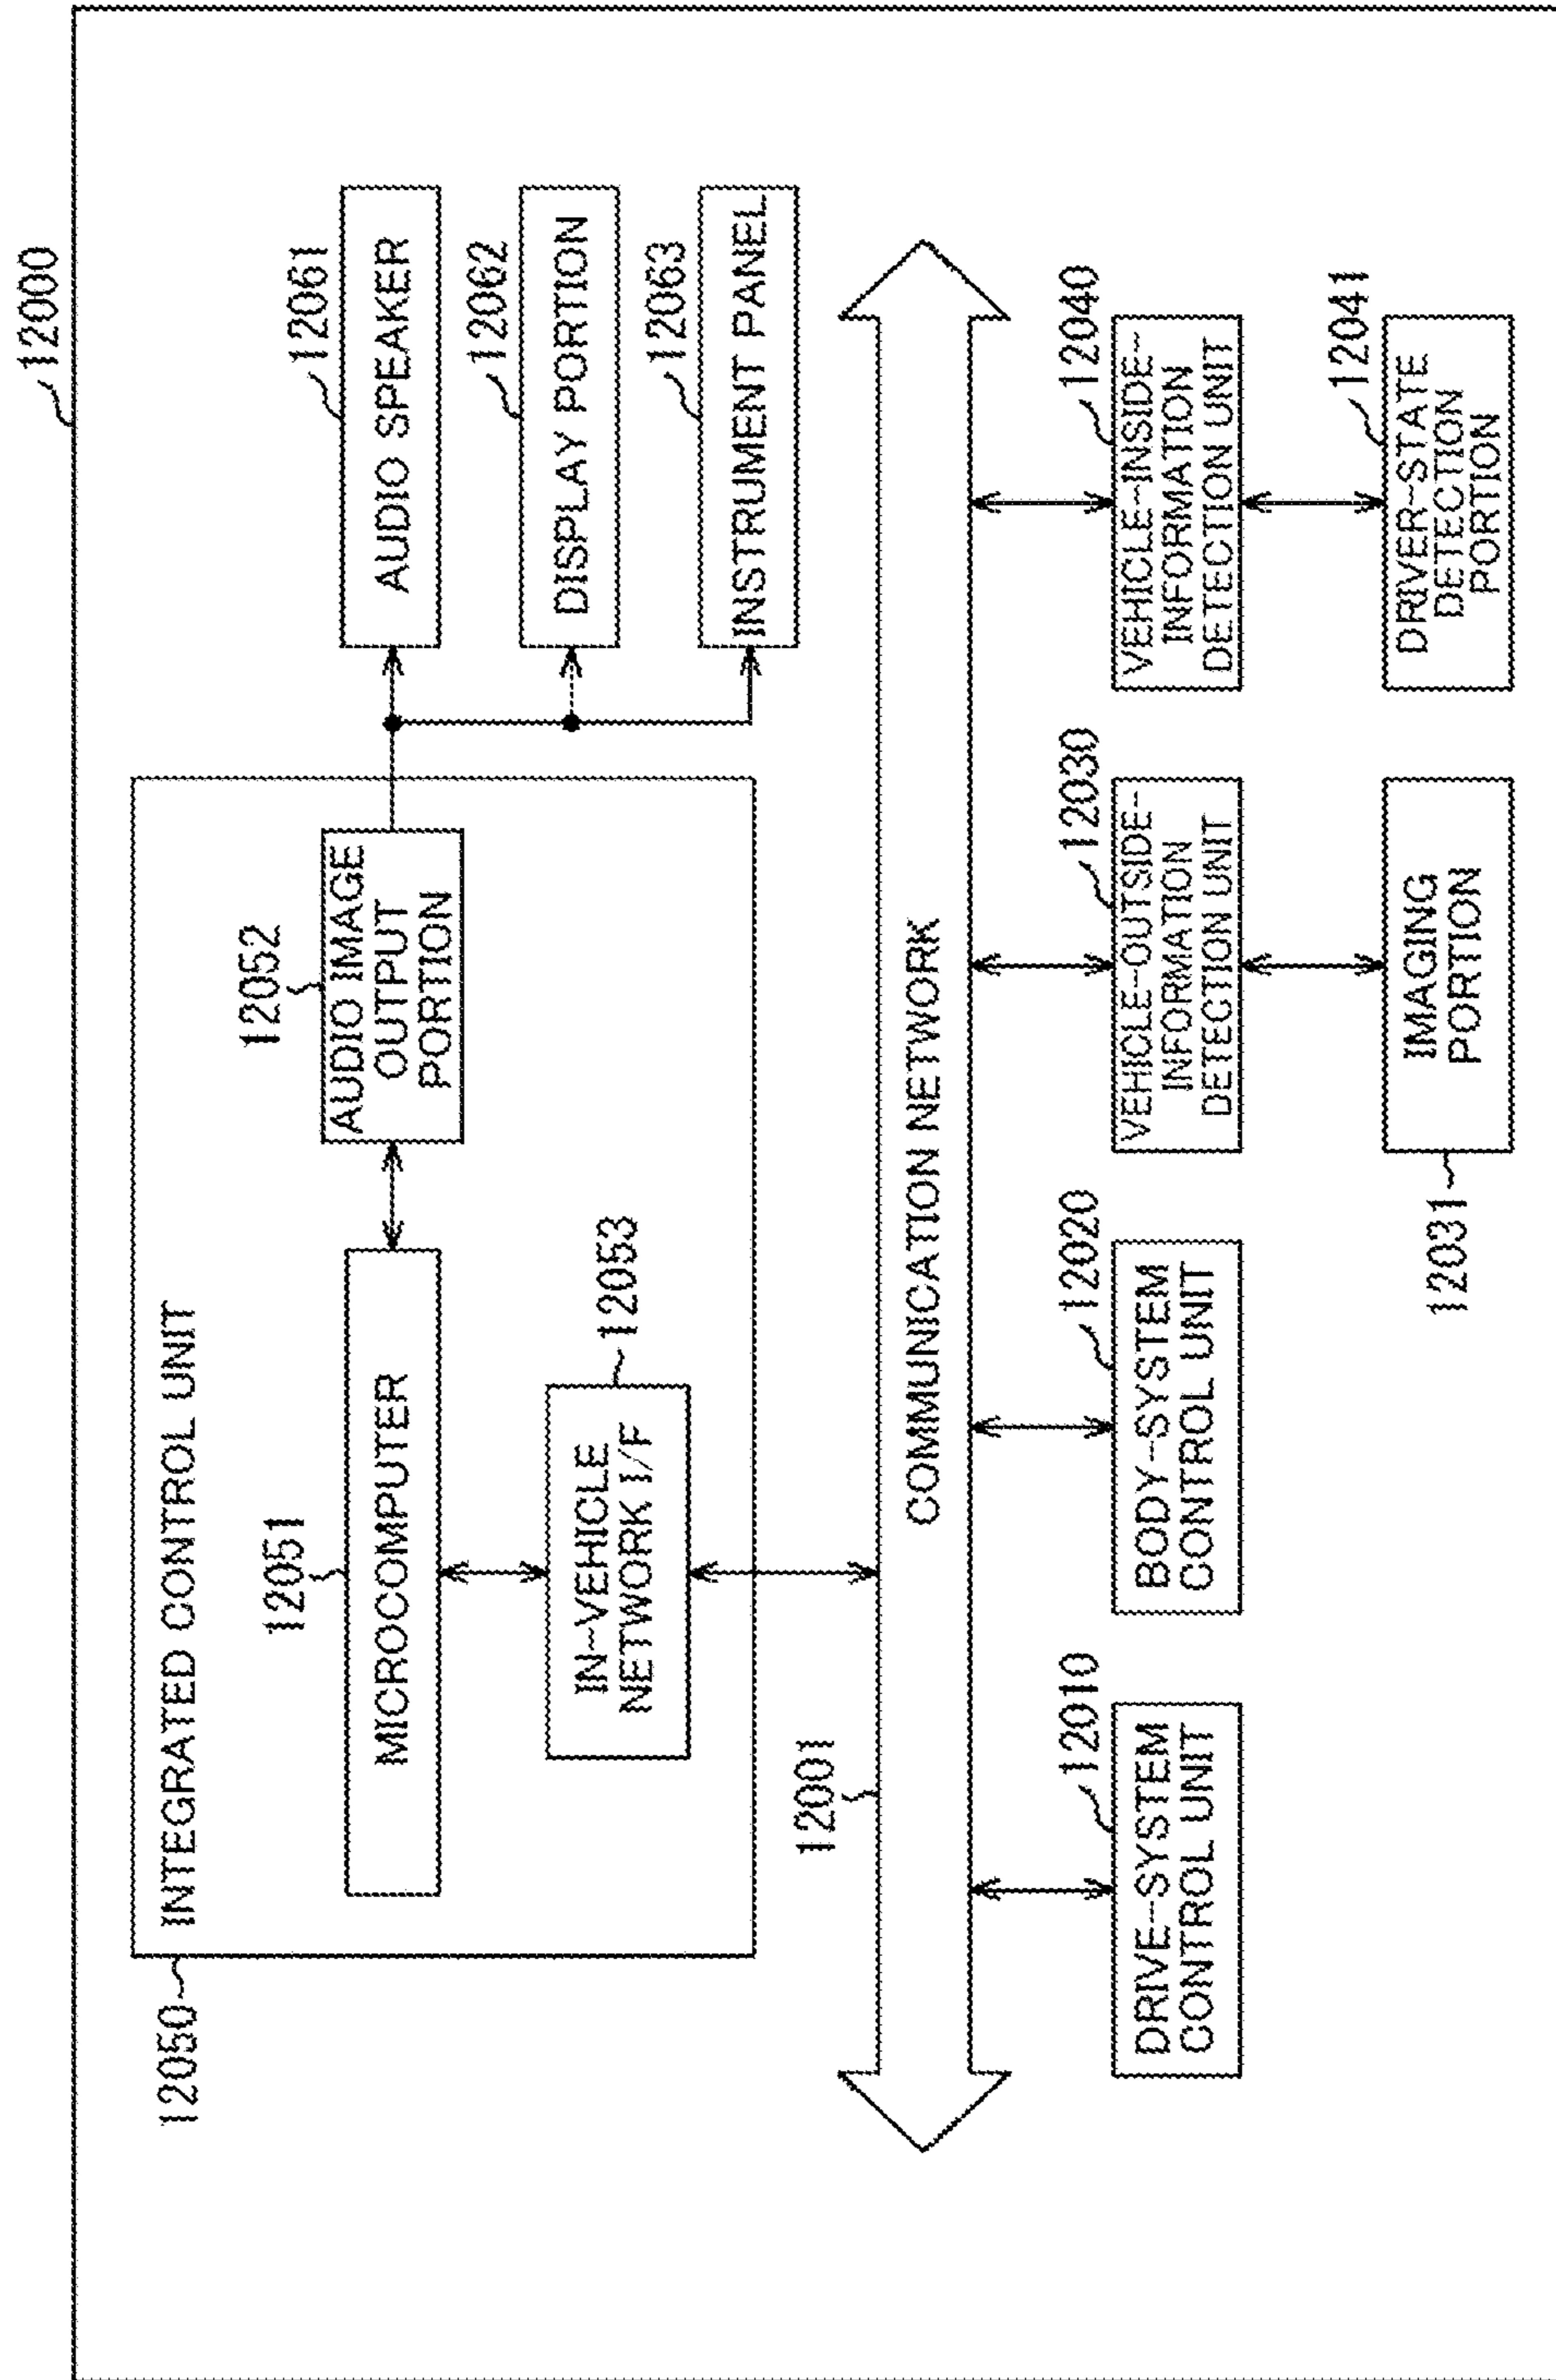 12000
12050
INTEGRATED CONTROL UNIT
12051
MICROCOMPUTER
12052
AUDIO IMAGE
OUTPUT
PORTION
12053
IN-VEHICLE
NETWORK I/F
12061
AUDIO SPEAKER
12062
DISPLAY PORTION
12063
INSTRUMENT PANEL
12001
COMMUNICATION NETWORK
12010
DRIVE-SYSTEM
CONTROL UNIT
12020
BODY-SYSTEM
CONTROL UNIT
12030
VEHICLE-OUTSIDE-
INFORMATION
DETECTION UNIT
12040
VEHICLE-INSIDE-
INFORMATION
DETECTION UNIT
12031
IMAGING
PORTION
12041
DRIVER-STATE
DETECTION
PORTION